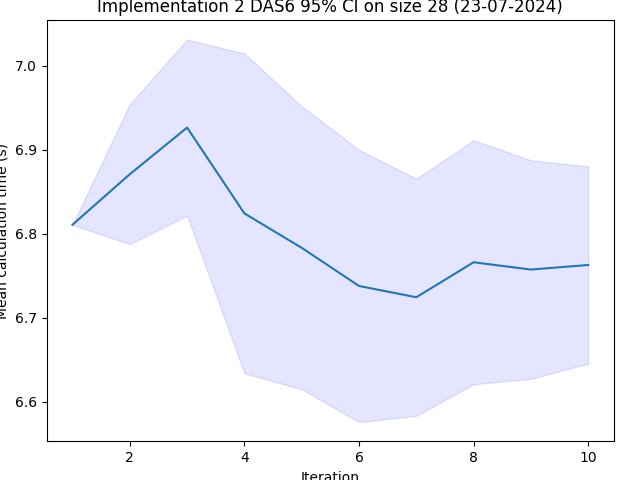 Implementation 2 DAS6 95% CI on size 28 (23-07-2024)
7.0
6.9
6.8
6.7
6.6
Mean calculation time (s)
2 4 6 8 10
Iteration